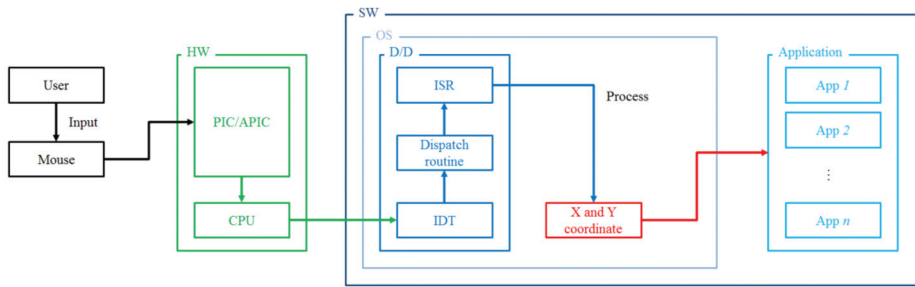 SW
OS
HW
D/D
Application
User
PIC/APIC
ISR
App 1
Input
Process
App 2
Mouse
Dispatch
routine
⋮
CPU
IDT
X and Y
coordinate
App n